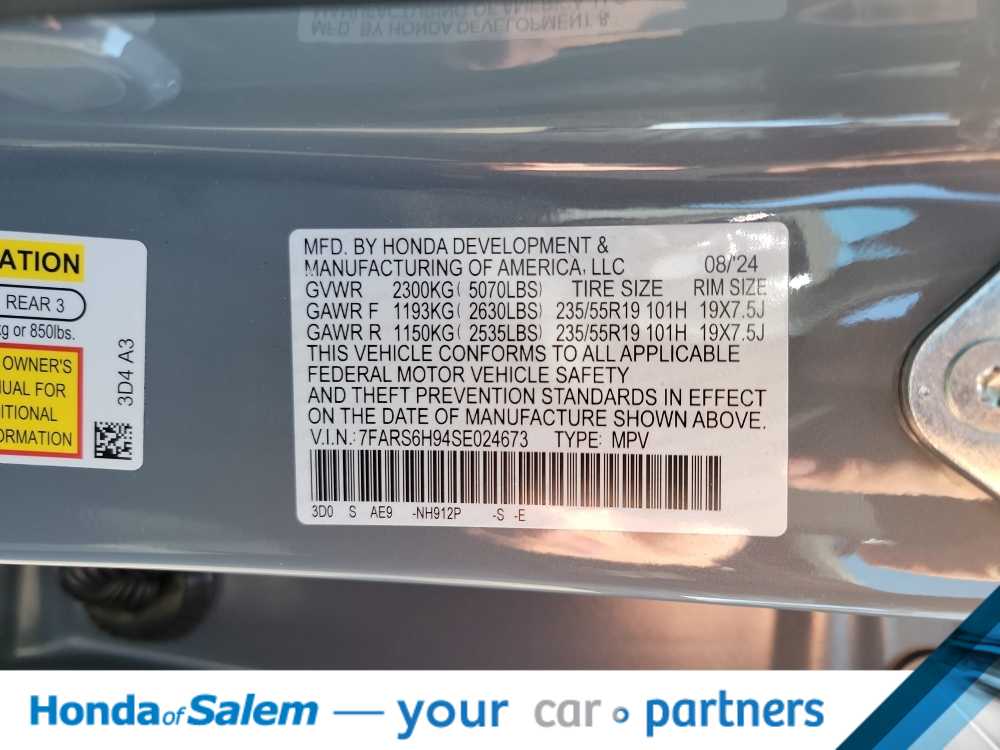 ATION
REAR 3
kg or 850lbs.
OWNER'S
UAL FOR
ITIONAL
ORMATION
3D4 A3
MFD. BY HONDA DEVELOPMENT &
MANUFACTURING OF AMERICA, LLC 08/'24
GVWR 2300KG( 5070LBS) TIRE SIZE RIM SIZE
GAWR F 1193KG( 2630LBS) 235/55R19 101H 19X7.5J
GAWR R 1150KG( 2535LBS) 235/55R19 101H 19X7.5J
THIS VEHICLE CONFORMS TO ALL APPLICABLE
FEDERAL MOTOR VEHICLE SAFETY
AND THEFT PREVENTION STANDARDS IN EFFECT
ON THE DATE OF MANUFACTURE SHOWN ABOVE.
V.I.N.: 7FARS6H94SE024673 TYPE: MPV
3D0 S AE9 -NH912P -S -E
Honda of Salem — your car partners